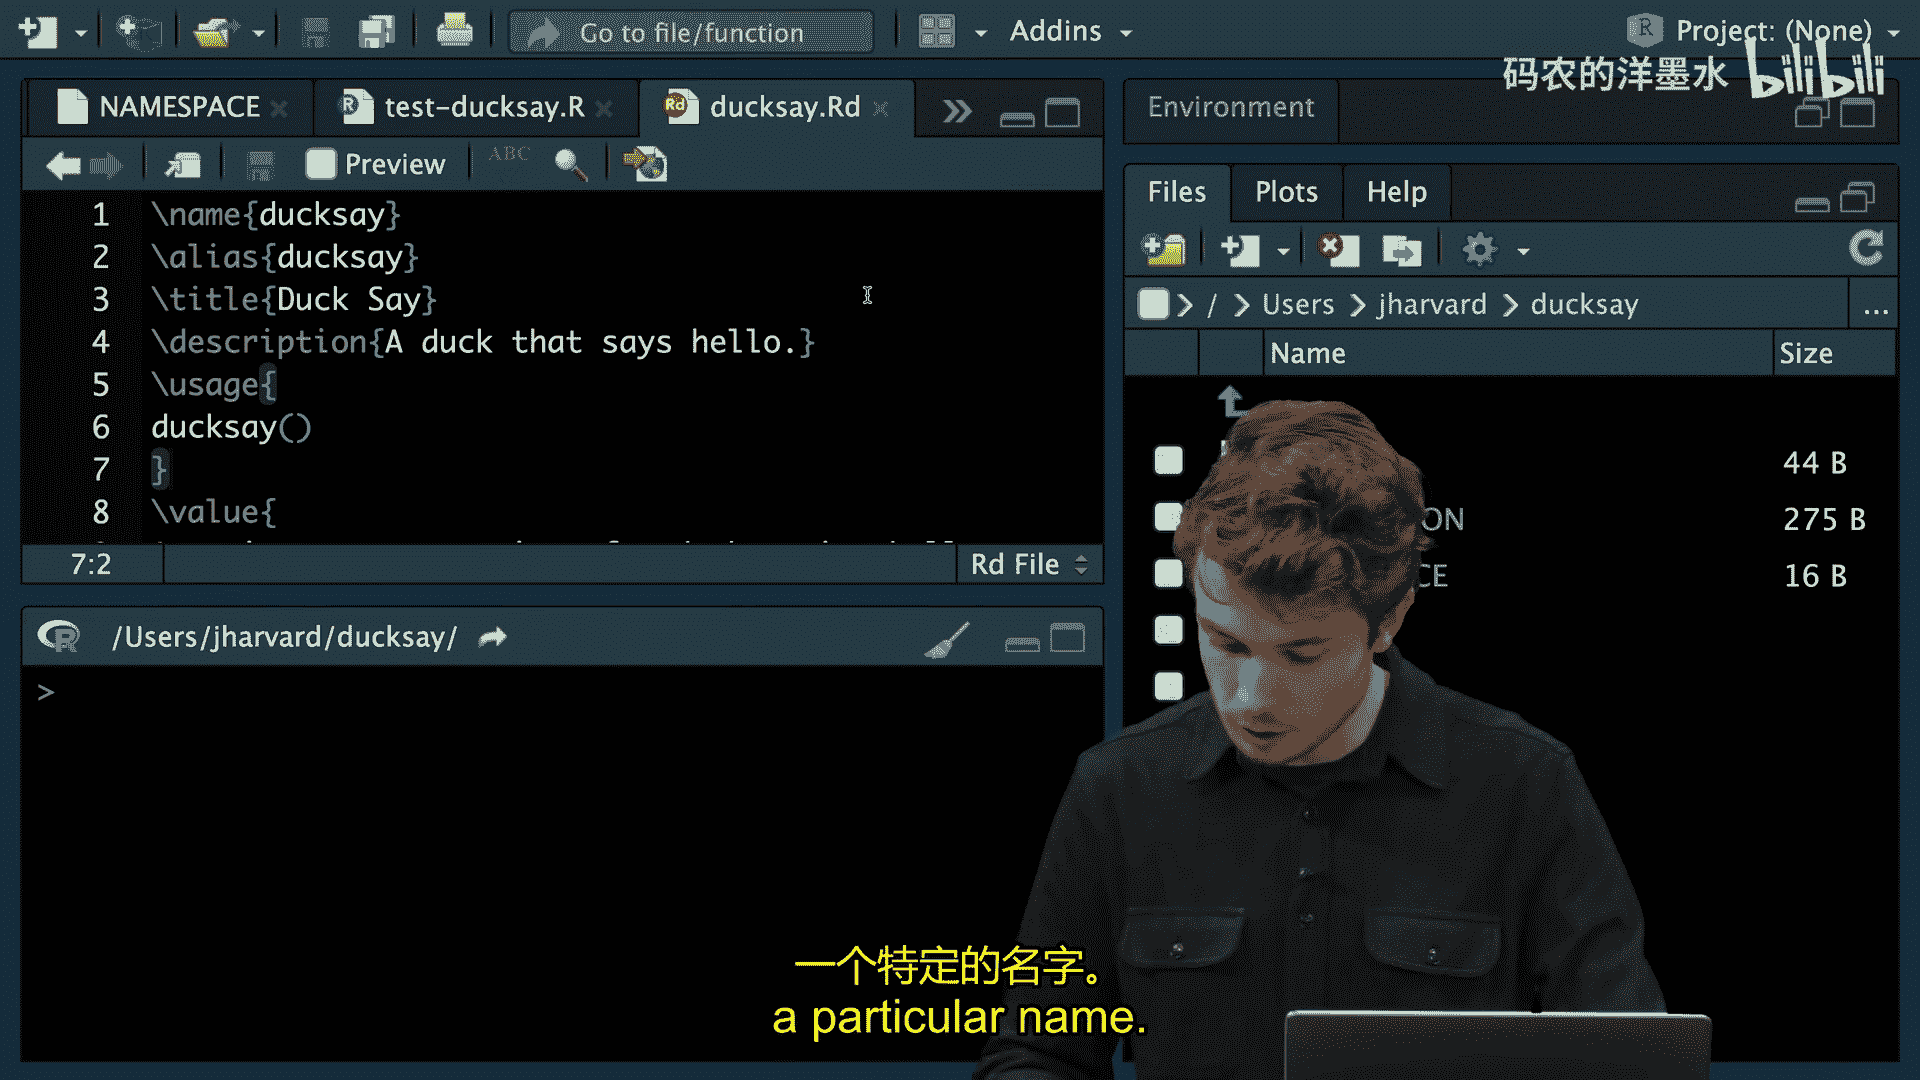 Go to file/function
Addins
Project: (None)
码农的洋墨水 bilibili
NAMESPACE
test-ducksay.R
ducksay.Rd
Environment
Preview
ABC
Files
Plots
Help
1 \name{ducksay}
2 \alias{ducksay}
3 \title{Duck Say}
4 \description{A duck that says hello.}
5 \usage{
6 ducksay()
7 }
8 \value{
7:2
Rd File
/ Users jharvard ducksay ...
Name
Size
44 B
ON 275 B
CE 16 B
/Users/jharvard/ducksay/
>
一个特定的名字。
a particular name.